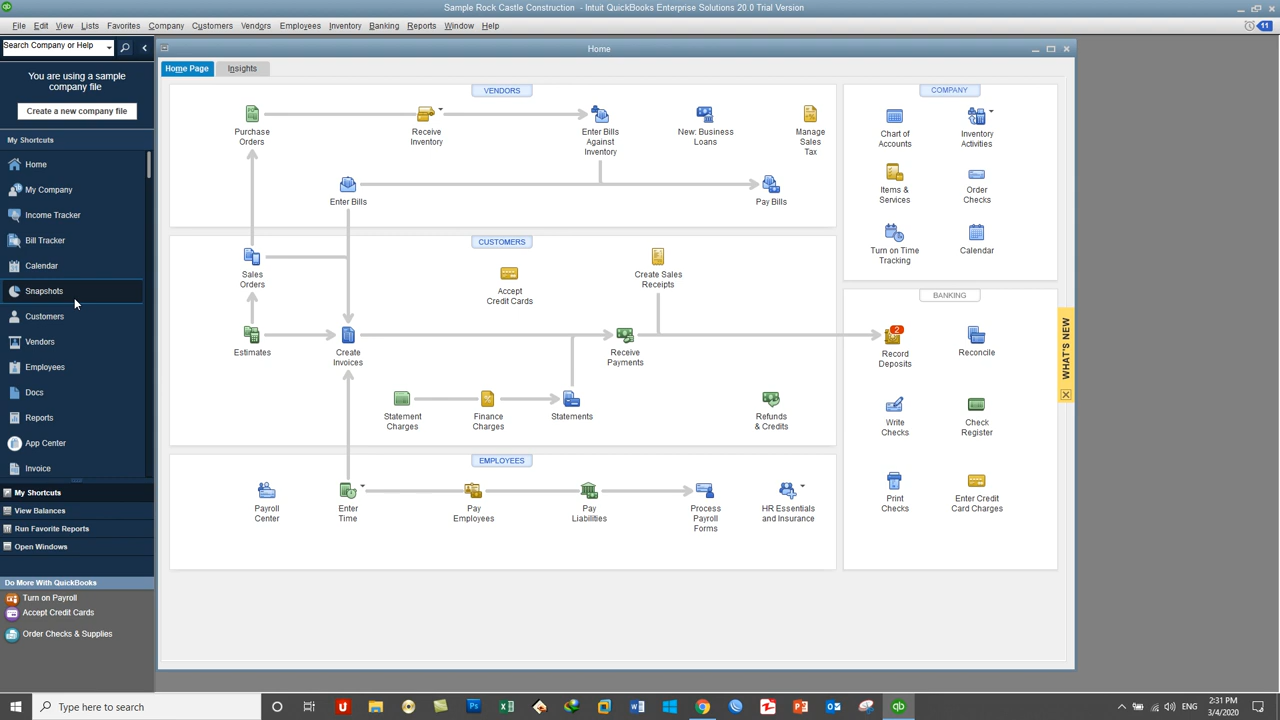 Sample Rock Castle Construction - Intuit QuickBooks Enterprise Solutions 20.0 Trial Version
File Edit View Lists Favorites Company Customers Vendors Employees Inventory Banking Reports Window Help
11
Search Company or Help
You are using a sample
company file
Create a new company file
My Shortcuts
Home
My Company
Income Tracker
Bill Tracker
Calendar
Snapshots
Customers
Vendors
Employees
Docs
Reports
App Center
Invoice
My Shortcuts
View Balances
Run Favorite Reports
Open Windows
Do More With QuickBooks
Turn on Payroll
Accept Credit Cards
Order Checks & Supplies
Home
Home Page
Insights
VENDORS
Purchase
Orders
Receive
Inventory
Enter Bills
Against
Inventory
New: Business
Loans
Manage
Sales
Tax
Enter Bills
Pay Bills
CUSTOMERS
Sales
Orders
Accept
Credit Cards
Create Sales
Receipts
Estimates
Create
Invoices
Receive
Payments
Statement
Charges
Finance
Charges
Statements
Refunds
& Credits
EMPLOYEES
Payroll
Center
Enter
Time
Pay
Employees
Pay
Liabilities
Process
Payroll
Forms
HR Essentials
and Insurance
COMPANY
Chart of
Accounts
Inventory
Activities
Items &
Services
Order
Checks
Turn on Time
Tracking
Calendar
BANKING
2
Record
Deposits
Reconcile
Write
Checks
Check
Register
Print
Checks
Enter Credit
Card Charges
WHAT'S NEW
Type here to search
2:31 PM
3/4/2020